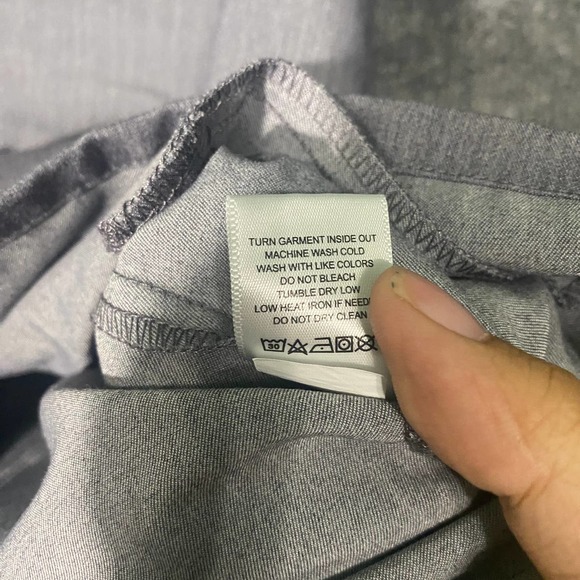 TURN GARMENT INSIDE OUT
MACHINE WASH COLD
WASH WITH LIKE COLORS
DO NOT BLEACH
TUMBLE DRY LOW
LOW HEAT IRON IF
DO NOT DRY CLEAN
30